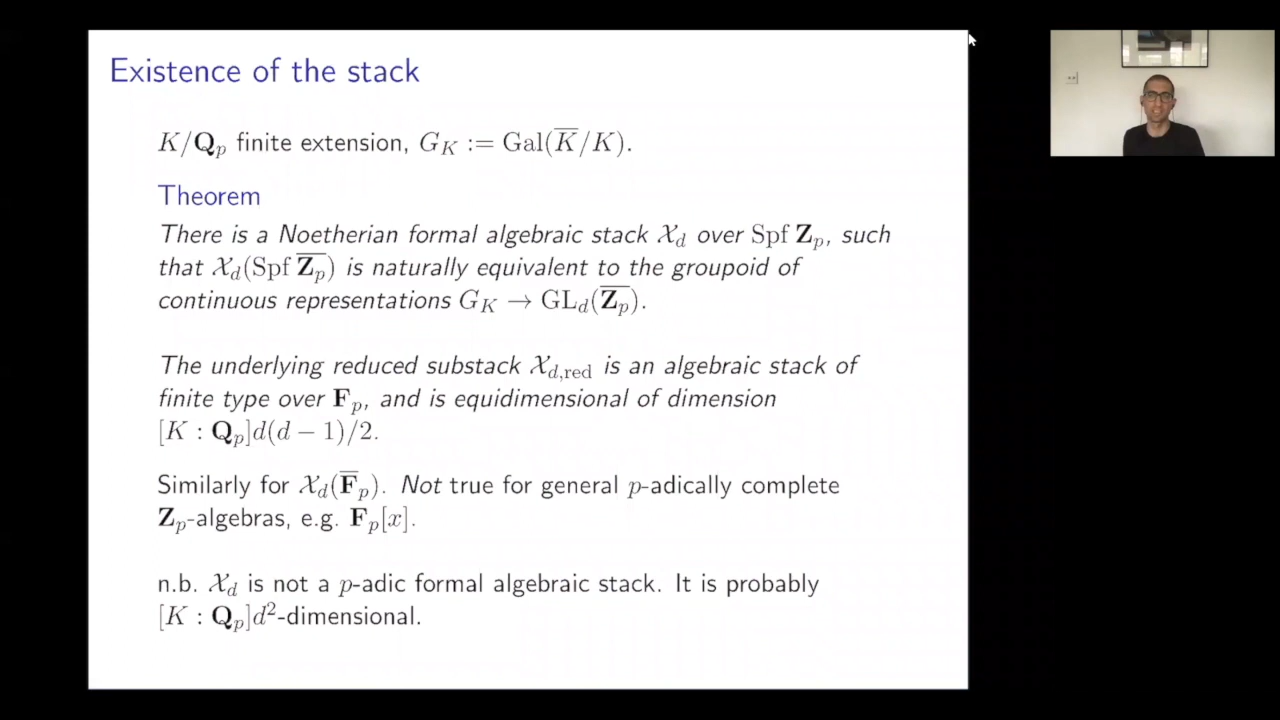 Existence of the stack
K/Q_p finite extension, G_K := Gal(K̅/K).
Theorem
There is a Noetherian formal algebraic stack 𝒳_d over Spf Z_p, such
that 𝒳_d(Spf Z̅_p) is naturally equivalent to the groupoid of
continuous representations G_K → GL_d(Z̅_p).
The underlying reduced substack 𝒳_{d,red} is an algebraic stack of
finite type over F_p, and is equidimensional of dimension
[K : Q_p]d(d − 1)/2.
Similarly for 𝒳_d(F̅_p). Not true for general p-adically complete
Z_p-algebras, e.g. F_p[x].
n.b. 𝒳_d is not a p-adic formal algebraic stack. It is probably
[K : Q_p]d²-dimensional.